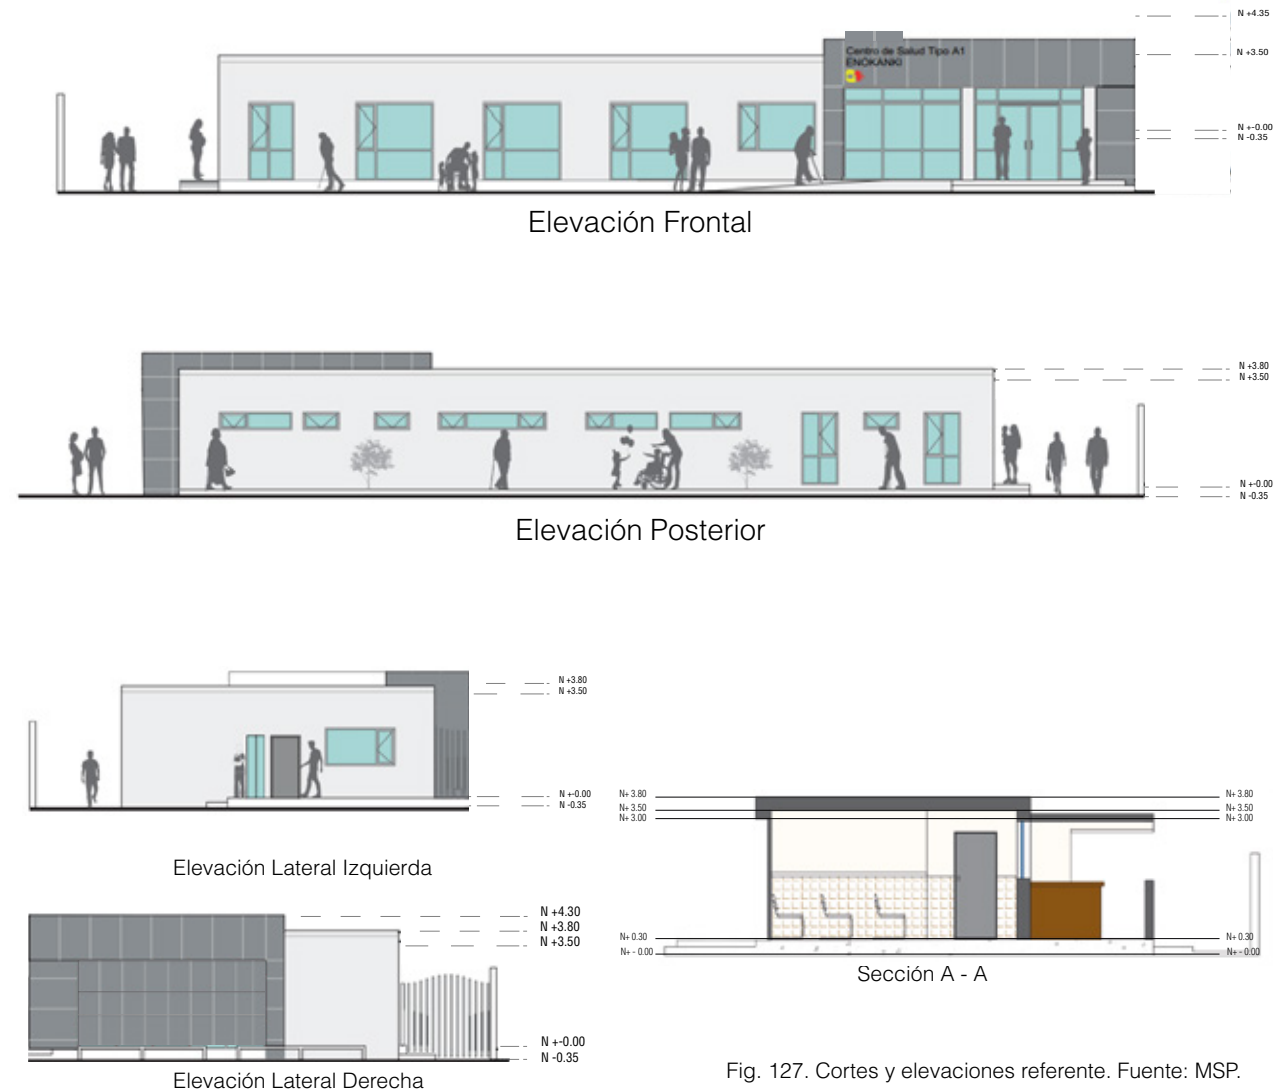 N +4.35
Centro de Salud Tipo A1
ENOKANKI
N +3.50
N +-0.00
N -0.35
Elevación Frontal
N +3.80
N +3.50
N +-0.00
N -0.35
Elevación Posterior
N +3.80
N +3.50
N +-0.00
N -0.35
Elevación Lateral Izquierda
N +4.30
N +3.80
N +3.50
N +-0.00
N -0.35
Elevación Lateral Derecha
N+ 3.80 N+ 3.80
N+ 3.50 N+ 3.50
N+ 3.00 N+ 3.00
N+ 0.30 N+ 0.30
N+ - 0.00 N+ - 0.00
Sección A - A
Fig. 127. Cortes y elevaciones referente. Fuente: MSP.